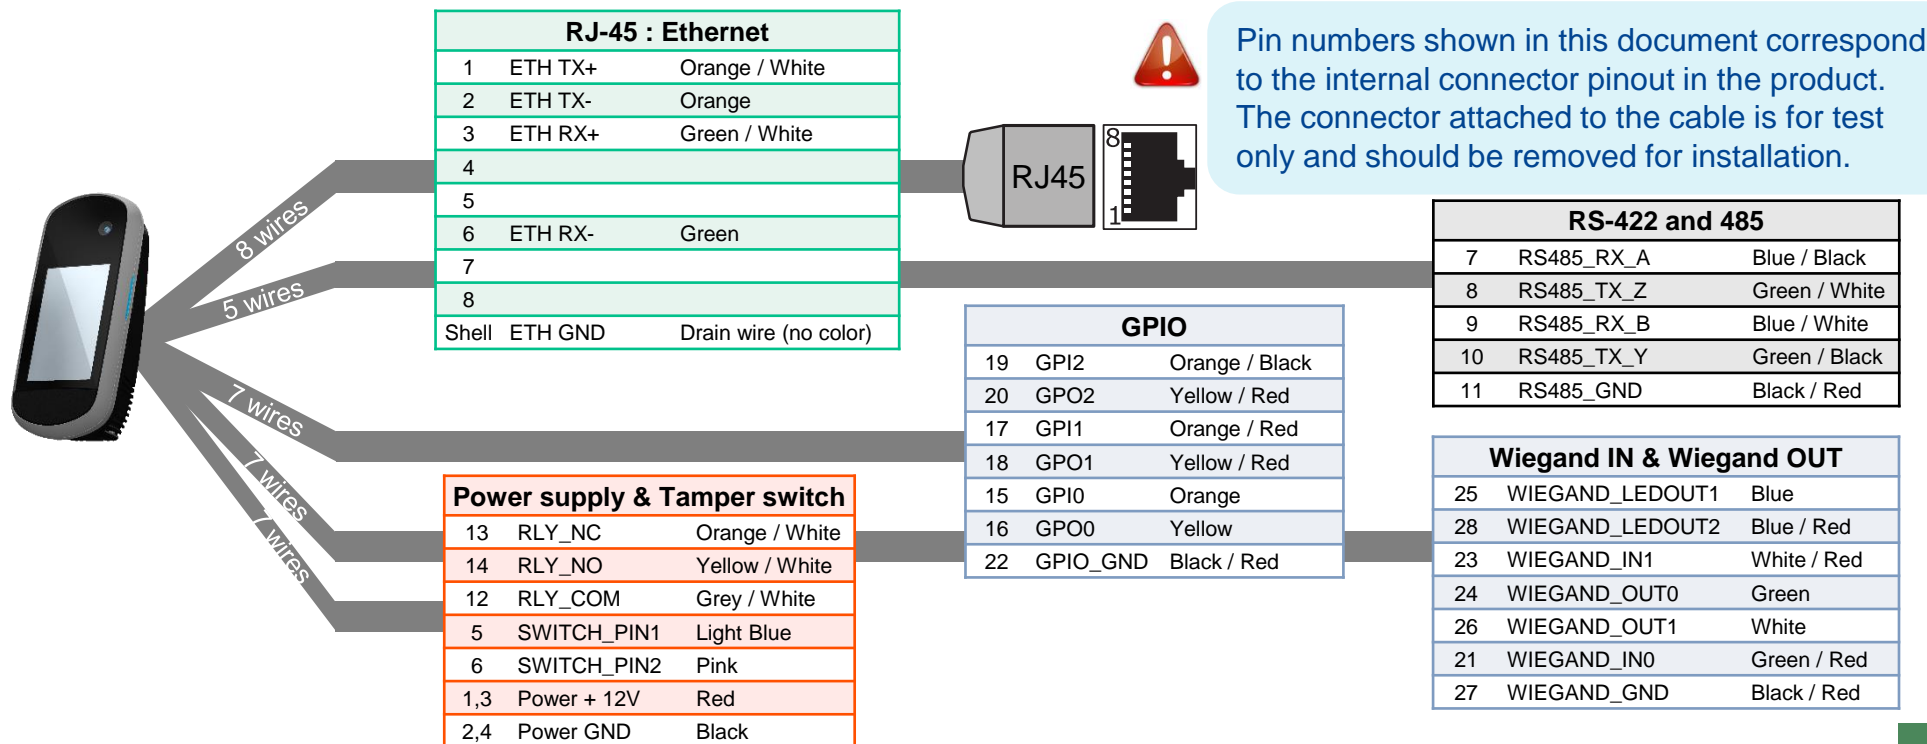 RJ-45 : Ethernet
1 ETH TX+ Orange / White
2 ETH TX- Orange
3 ETH RX+ Green / White
4
5
6 ETH RX- Green
7
8
Shell ETH GND Drain wire (no color)
8 wires
5 wires
7 wires
7 wires
7 wires
RJ45
8
1
Pin numbers shown in this document correspond
to the internal connector pinout in the product.
The connector attached to the cable is for test
only and should be removed for installation.
RS-422 and 485
7 RS485_RX_A Blue / Black
8 RS485_TX_Z Green / White
9 RS485_RX_B Blue / White
10 RS485_TX_Y Green / Black
11 RS485_GND Black / Red
GPIO
19 GPI2 Orange / Black
20 GPO2 Yellow / Red
17 GPI1 Orange / Red
18 GPO1 Yellow / Red
15 GPI0 Orange
16 GPO0 Yellow
22 GPIO_GND Black / Red
Power supply & Tamper switch
13 RLY_NC Orange / White
14 RLY_NO Yellow / White
12 RLY_COM Grey / White
5 SWITCH_PIN1 Light Blue
6 SWITCH_PIN2 Pink
1,3 Power + 12V Red
2,4 Power GND Black
Wiegand IN & Wiegand OUT
25 WIEGAND_LEDOUT1 Blue
28 WIEGAND_LEDOUT2 Blue / Red
23 WIEGAND_IN1 White / Red
24 WIEGAND_OUT0 Green
26 WIEGAND_OUT1 White
21 WIEGAND_IN0 Green / Red
27 WIEGAND_GND Black / Red